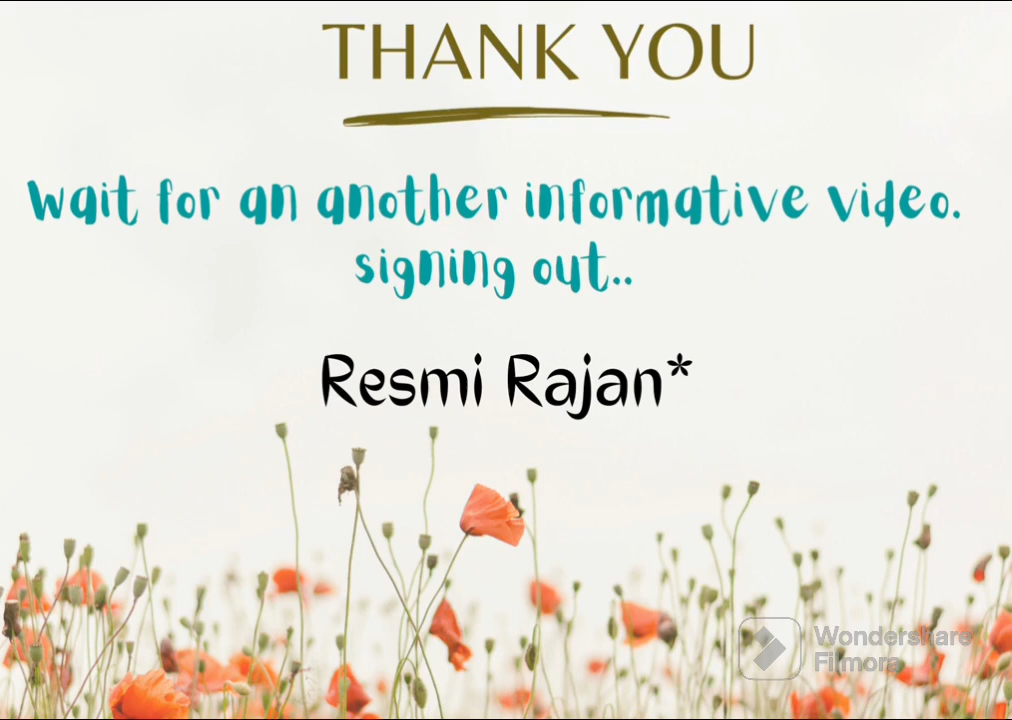 THANK YOU
Wait for an another informative video.
signing out..
Resmi Rajan*
Wondershare
Filmora